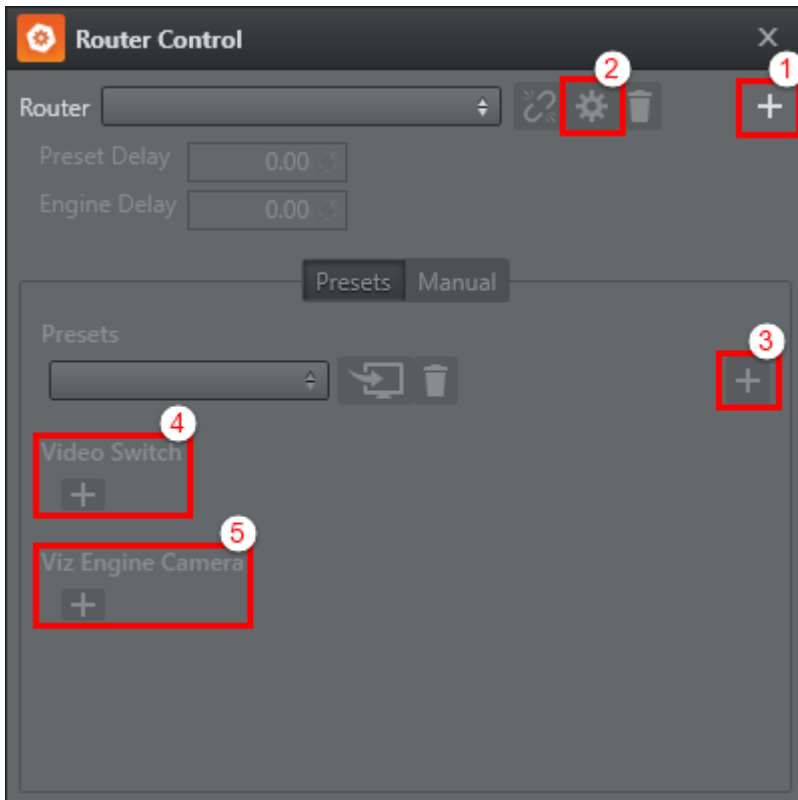 Router Control
1
2
Router
Preset Delay 0.00
Engine Delay 0.00
Presets Manual
Presets
3
4
Video Switch
5
Viz Engine Camera